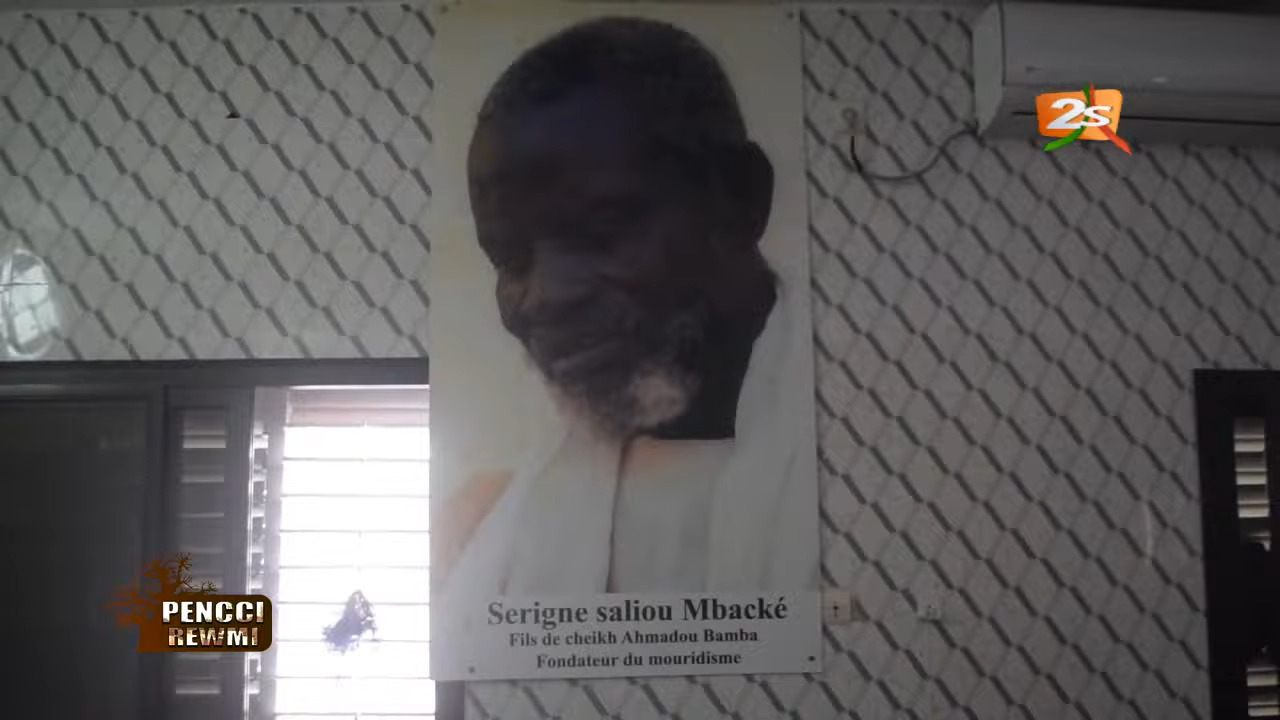 2s
Serigne saliou Mbacké
Fils de cheikh Ahmadou Bamba
Fondateur du mouridisme
PENCCI
REWMI